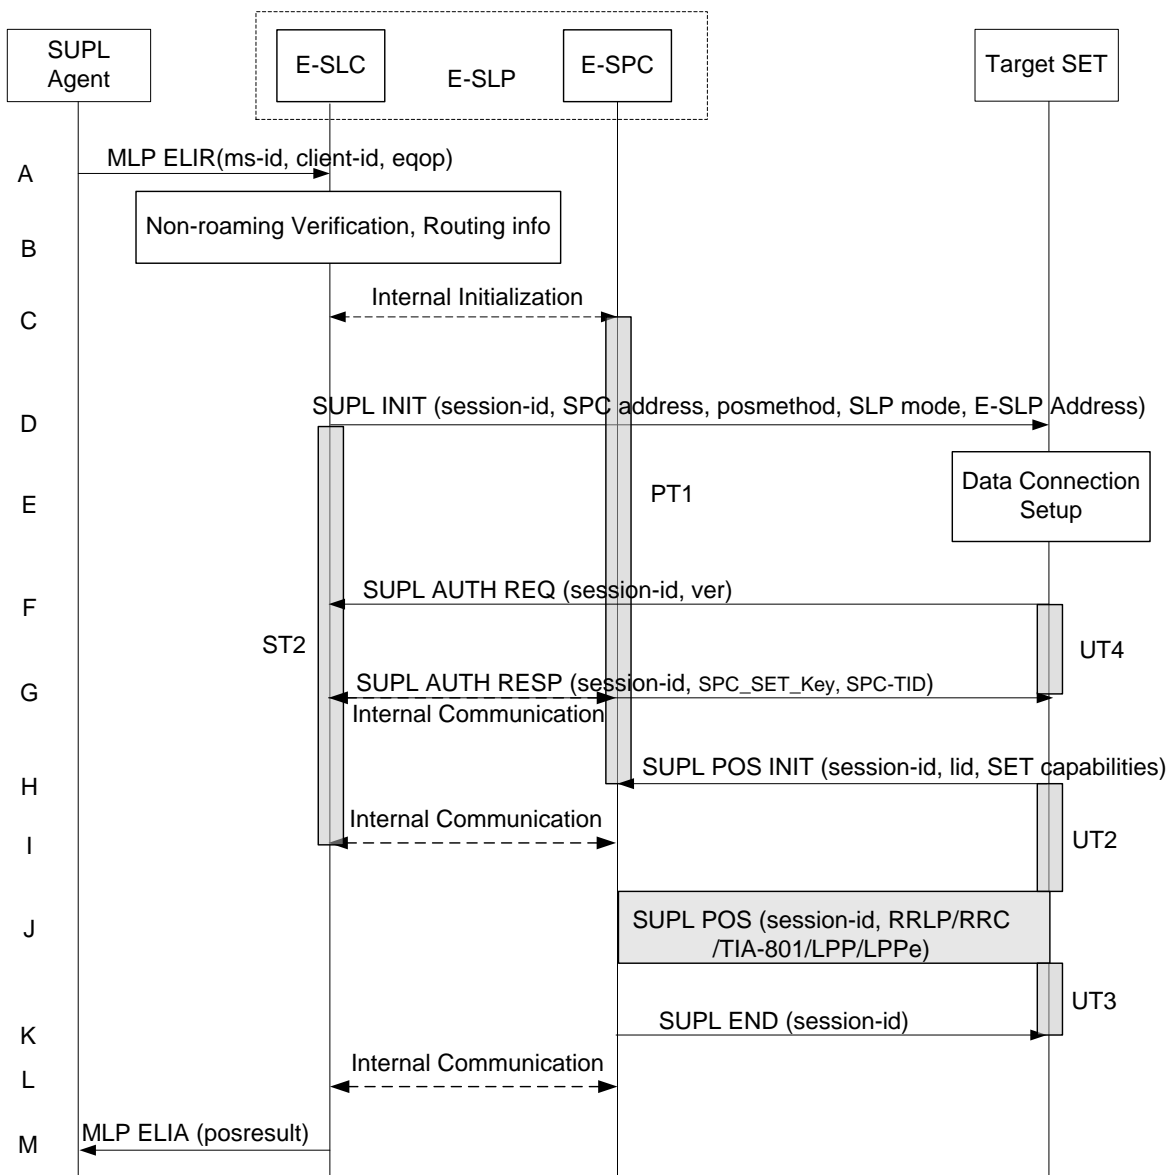 SUPL
Agent
E-SLC
E-SLP
E-SPC
Target SET
A
MLP ELIR(ms-id, client-id, eqop)
B
Non-roaming Verification, Routing info
C
Internal Initialization
D
SUPL INIT (session-id, SPC address, posmethod, SLP mode, E-SLP Address)
E
PT1
Data Connection
Setup
F
SUPL AUTH REQ (session-id, ver)
ST2
UT4
G
SUPL AUTH RESP (session-id, SPC_SET_Key, SPC-TID)
Internal Communication
H
SUPL POS INIT (session-id, lid, SET capabilities)
I
Internal Communication
UT2
J
SUPL POS (session-id, RRLP/RRC
/TIA-801/LPP/LPPe)
UT3
K
SUPL END (session-id)
L
Internal Communication
M
MLP ELIA (posresult)